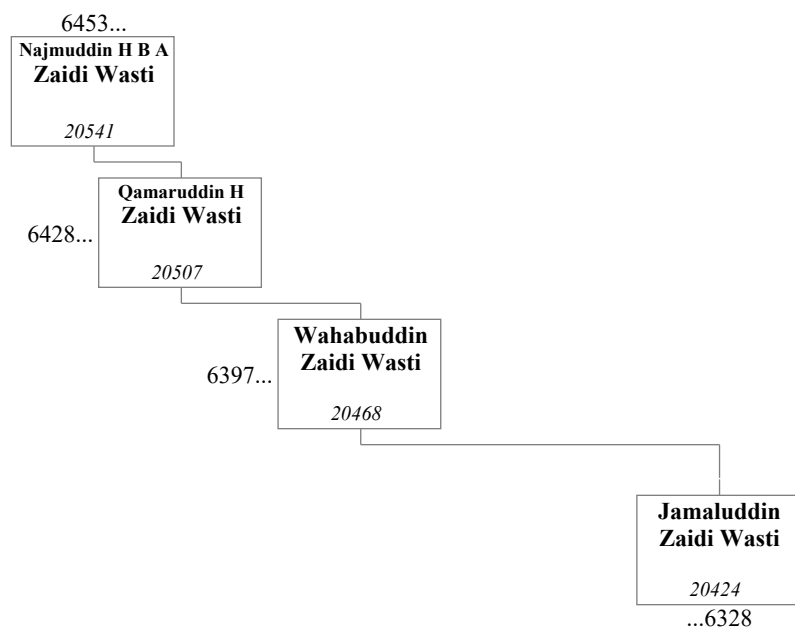 6453...
Najmuddin H B A
Zaidi Wasti
20541
Qamaruddin H
Zaidi Wasti
6428...
20507
Wahabuddin
Zaidi Wasti
6397...
20468
Jamaluddin
Zaidi Wasti
20424
...6328